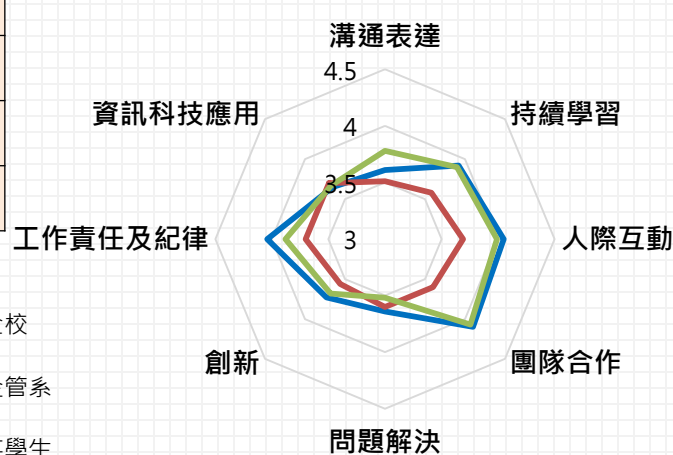 溝通表達
4.5
資訊科技應用
持續學習
4
3.5
工作責任及紀律
3
人際互動
校
創新
團隊合作
管系
問題解決
學生